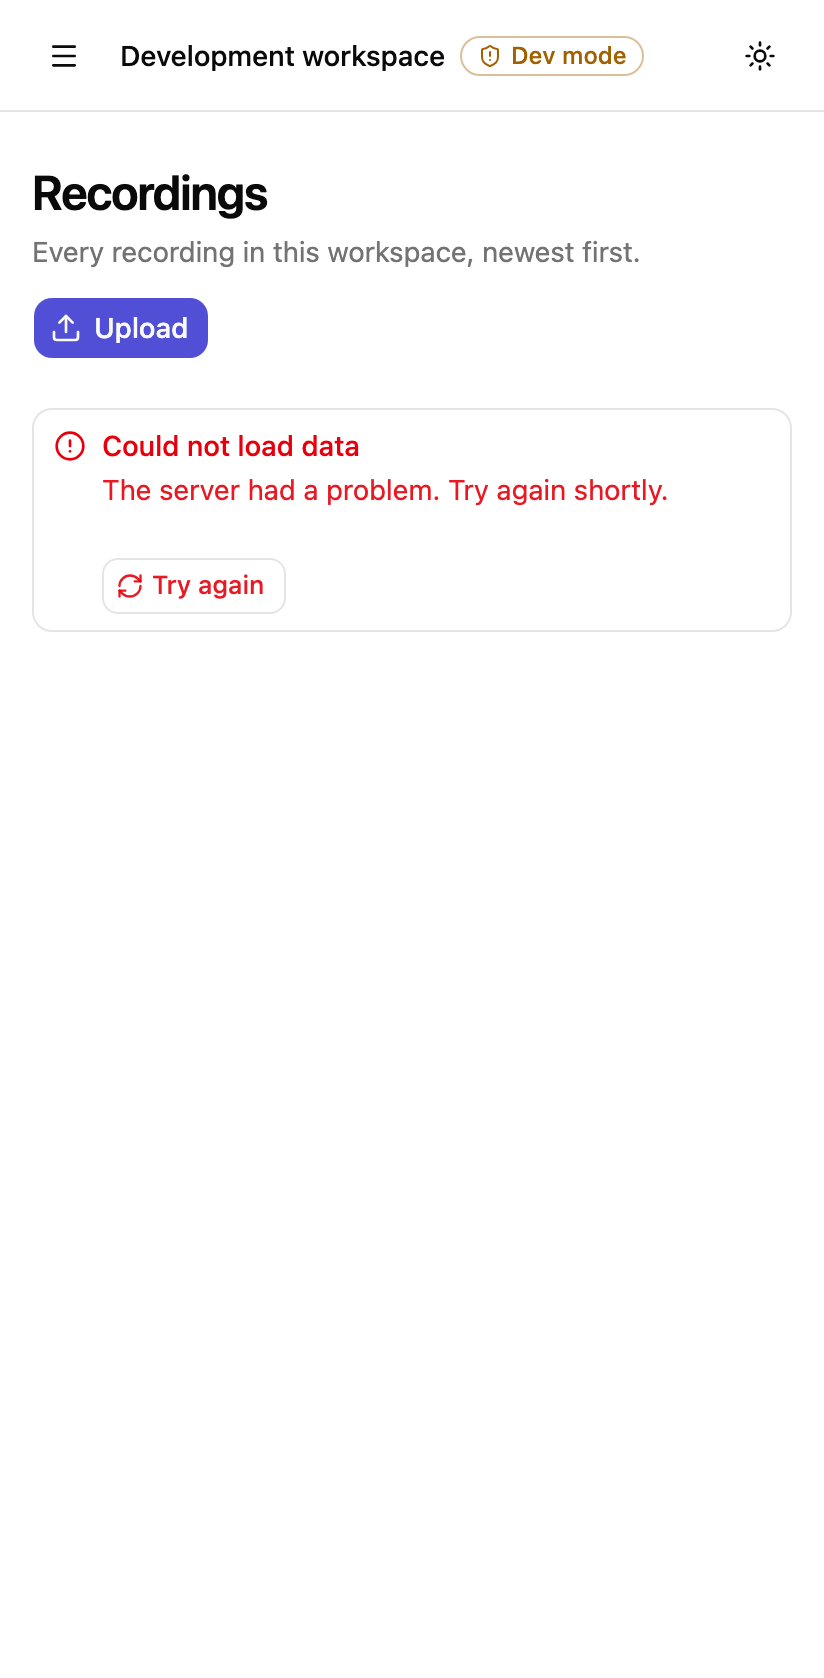 Development workspace
Dev mode
Recordings
Every recording in this workspace, newest first.
Upload
Could not load data
The server had a problem. Try again shortly.
Try again